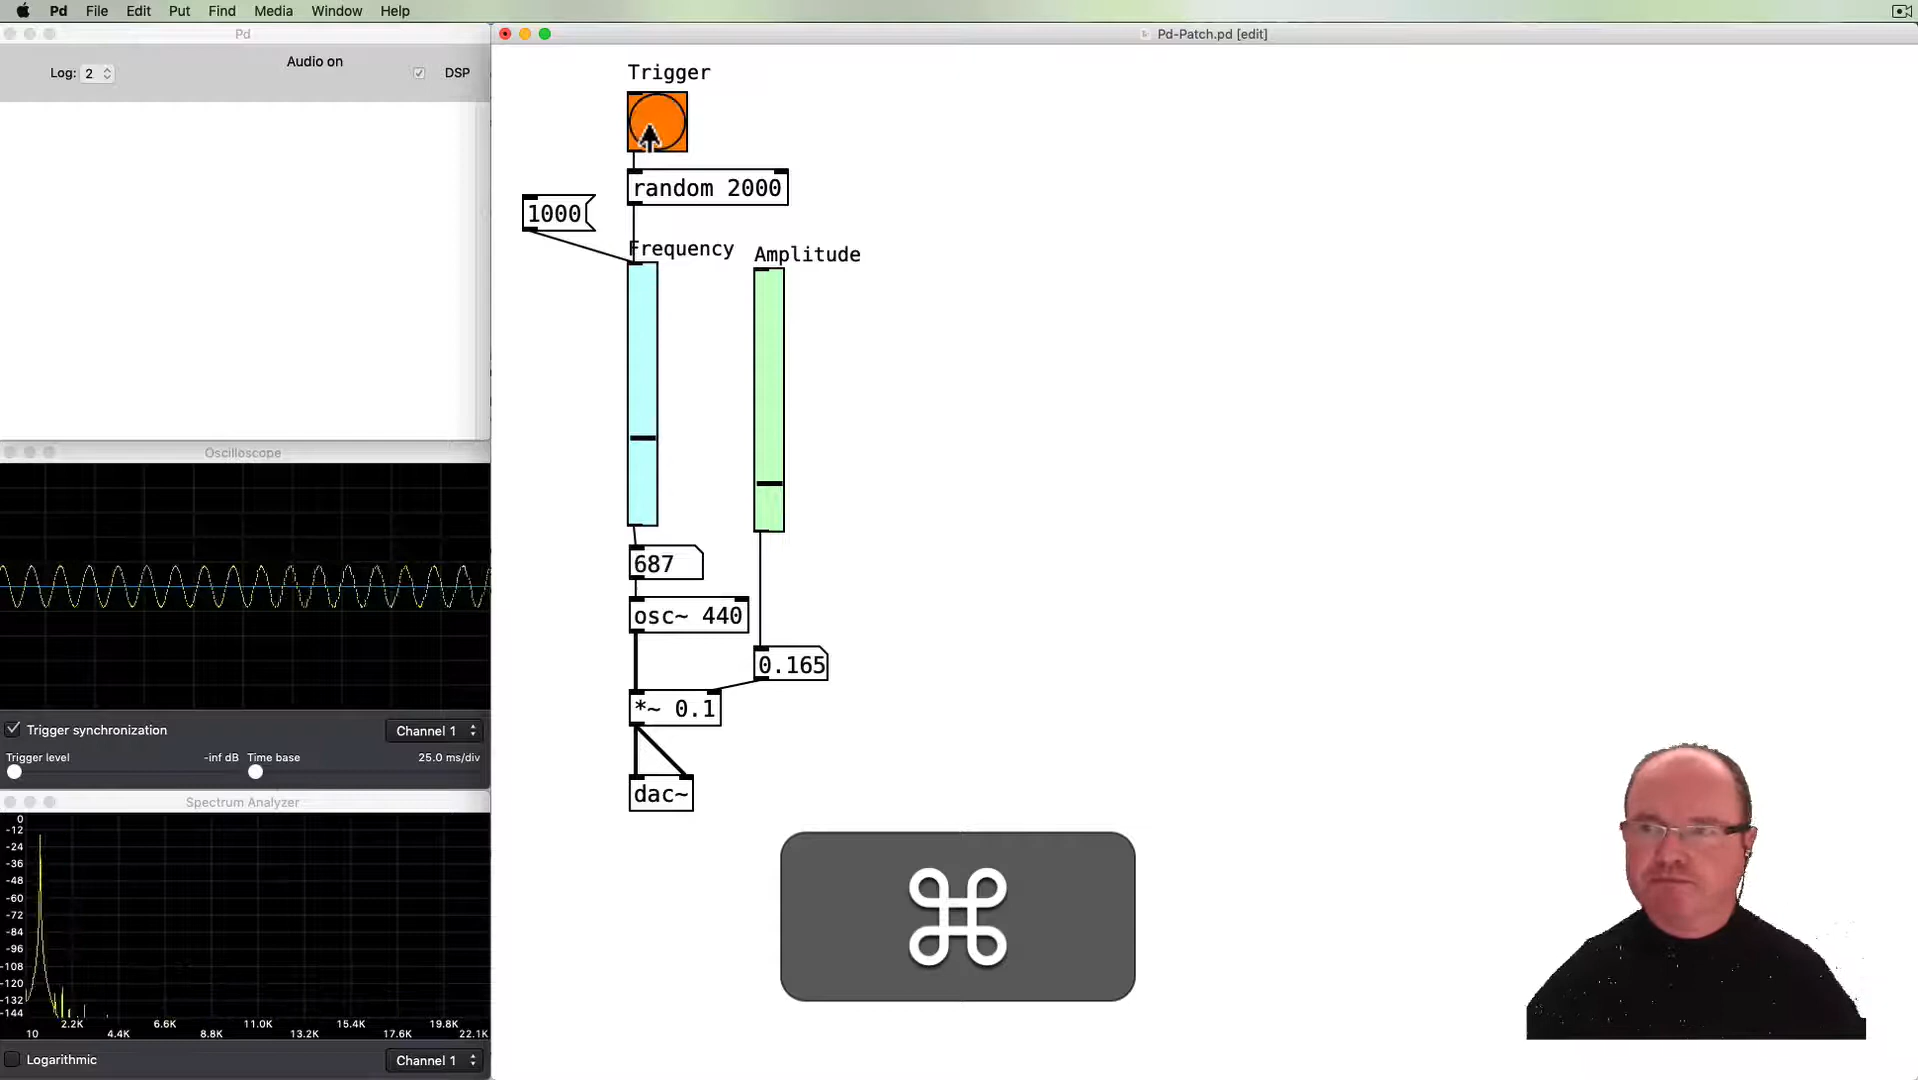 Pd File Edit Put Find Media Window Help
Pd
Log: 2
Audio on
DSP
Pd-Patch.pd [edit]
Trigger
random 2000
1000
Frequency
Amplitude
687
osc~ 440
0.165
*~ 0.1
dac~
⌘
Oscilloscope
Trigger synchronization
Channel 1
Trigger level
-inf dB
Time base
25.0 ms/div
Spectrum Analyzer
0
-12
-24
-36
-48
-60
-72
-84
-96
-108
-120
-132
-144
2.2K 6.6K 11.0K 15.4K 19.8K
10 4.4K 8.8K 13.2K 17.6K 22.1K
Logarithmic
Channel 1